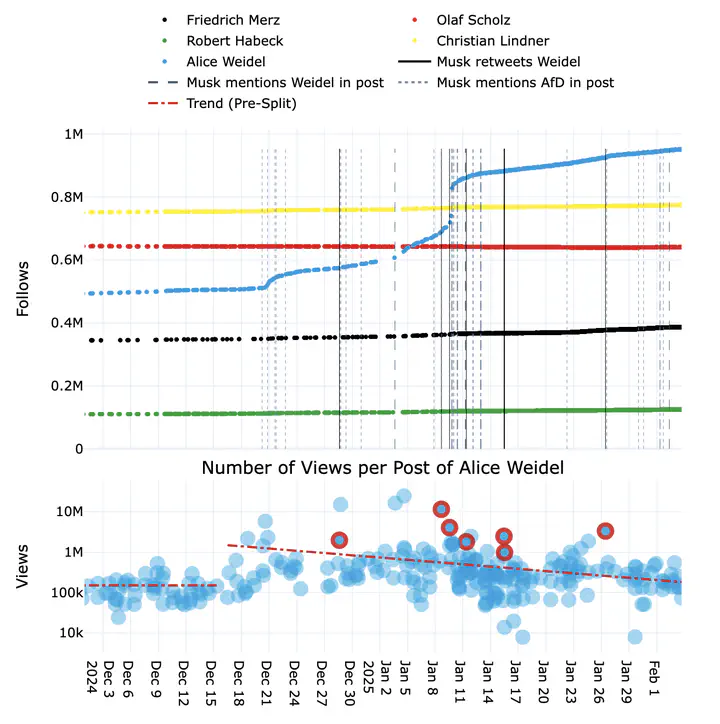 Friedrich Merz
Olaf Scholz
Robert Habeck
Christian Lindner
Alice Weidel
Musk retweets Weidel
Musk mentions Weidel in post
Musk mentions AfD in post
Trend (Pre-Split)
1M
0.8M
0.6M
0.4M
0.2M
0
Follows
Number of Views per Post of Alice Weidel
10M
1M
100k
10k
Views
2024
Dec 3
Dec 6
Dec 9
Dec 12
Dec 15
Dec 18
Dec 21
Dec 24
Dec 27
Dec 30
2025
Jan 2
Jan 5
Jan 8
Jan 11
Jan 14
Jan 17
Jan 20
Jan 23
Jan 26
Jan 29
Feb 1